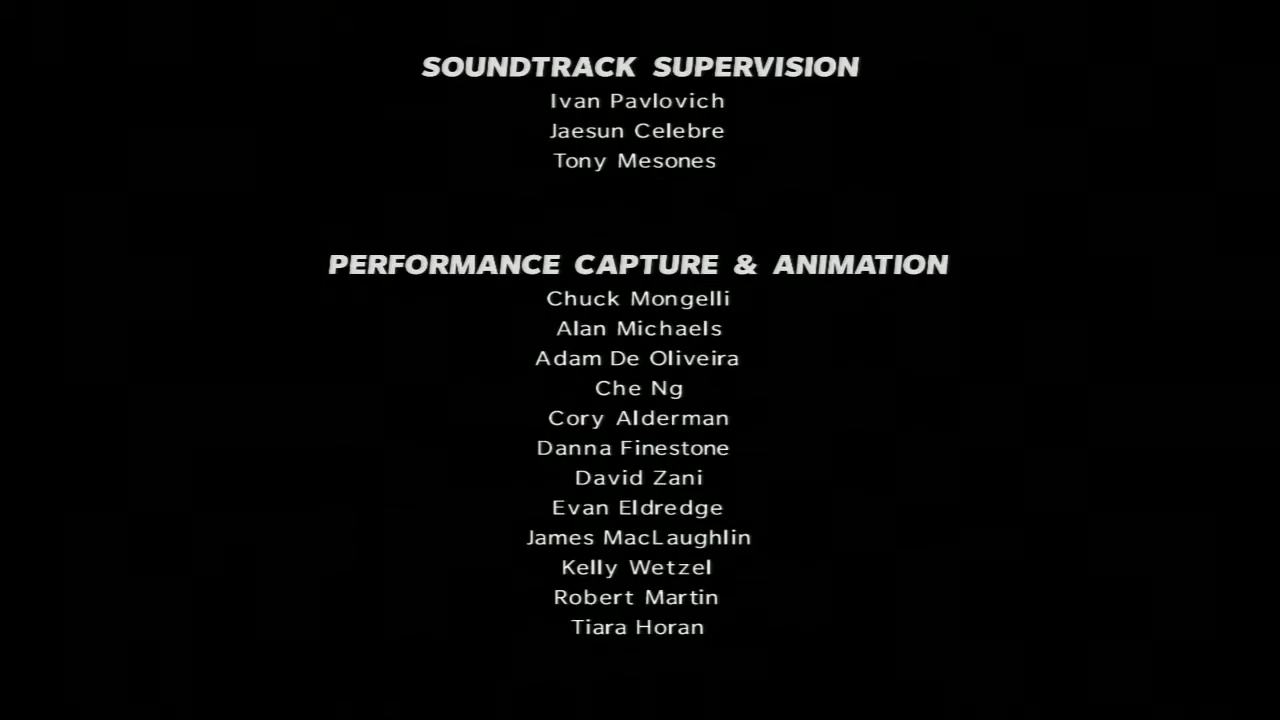 SOUNDTRACK SUPERVISION
Ivan Pavlovich
Jaesun Celebre
Tony Mesones
PERFORMANCE CAPTURE & ANIMATION
Chuck Mongelli
Alan Michaels
Adam De Oliveira
Che Ng
Cory Alderman
Danna Finestone
David Zani
Evan Eldredge
James MacLaughlin
Kelly Wetzel
Robert Martin
Tiara Horan